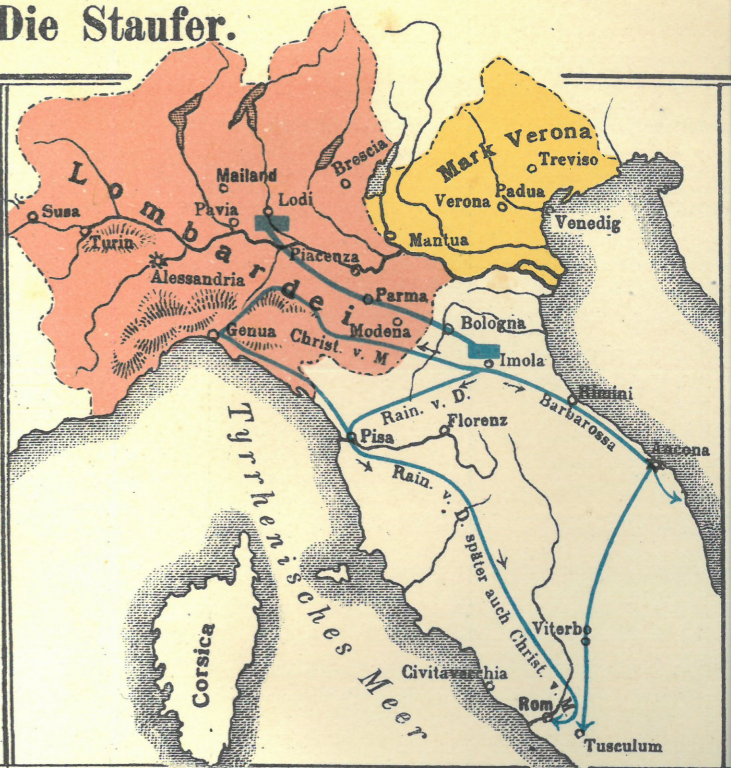 Die Staufer.
Mark Verona
Treviso
Brescia
Mailand
Lombardei
Lodi
Padua
Verona
Susa
Pavia
Venedig
Turin
Mantua
Piacenza
Alessandria
Parma
Genua
Modena
Bologna
Christ. v. M
Imola
Rimini
Rain. v. D.
Barbarossa
Florenz
Pisa
Ancona
Rain. v. D. später auch Christ. v. M.
Tyrrhenisches Meer
Viterbo
Corsica
Civitavecchia
Rom
Tusculum